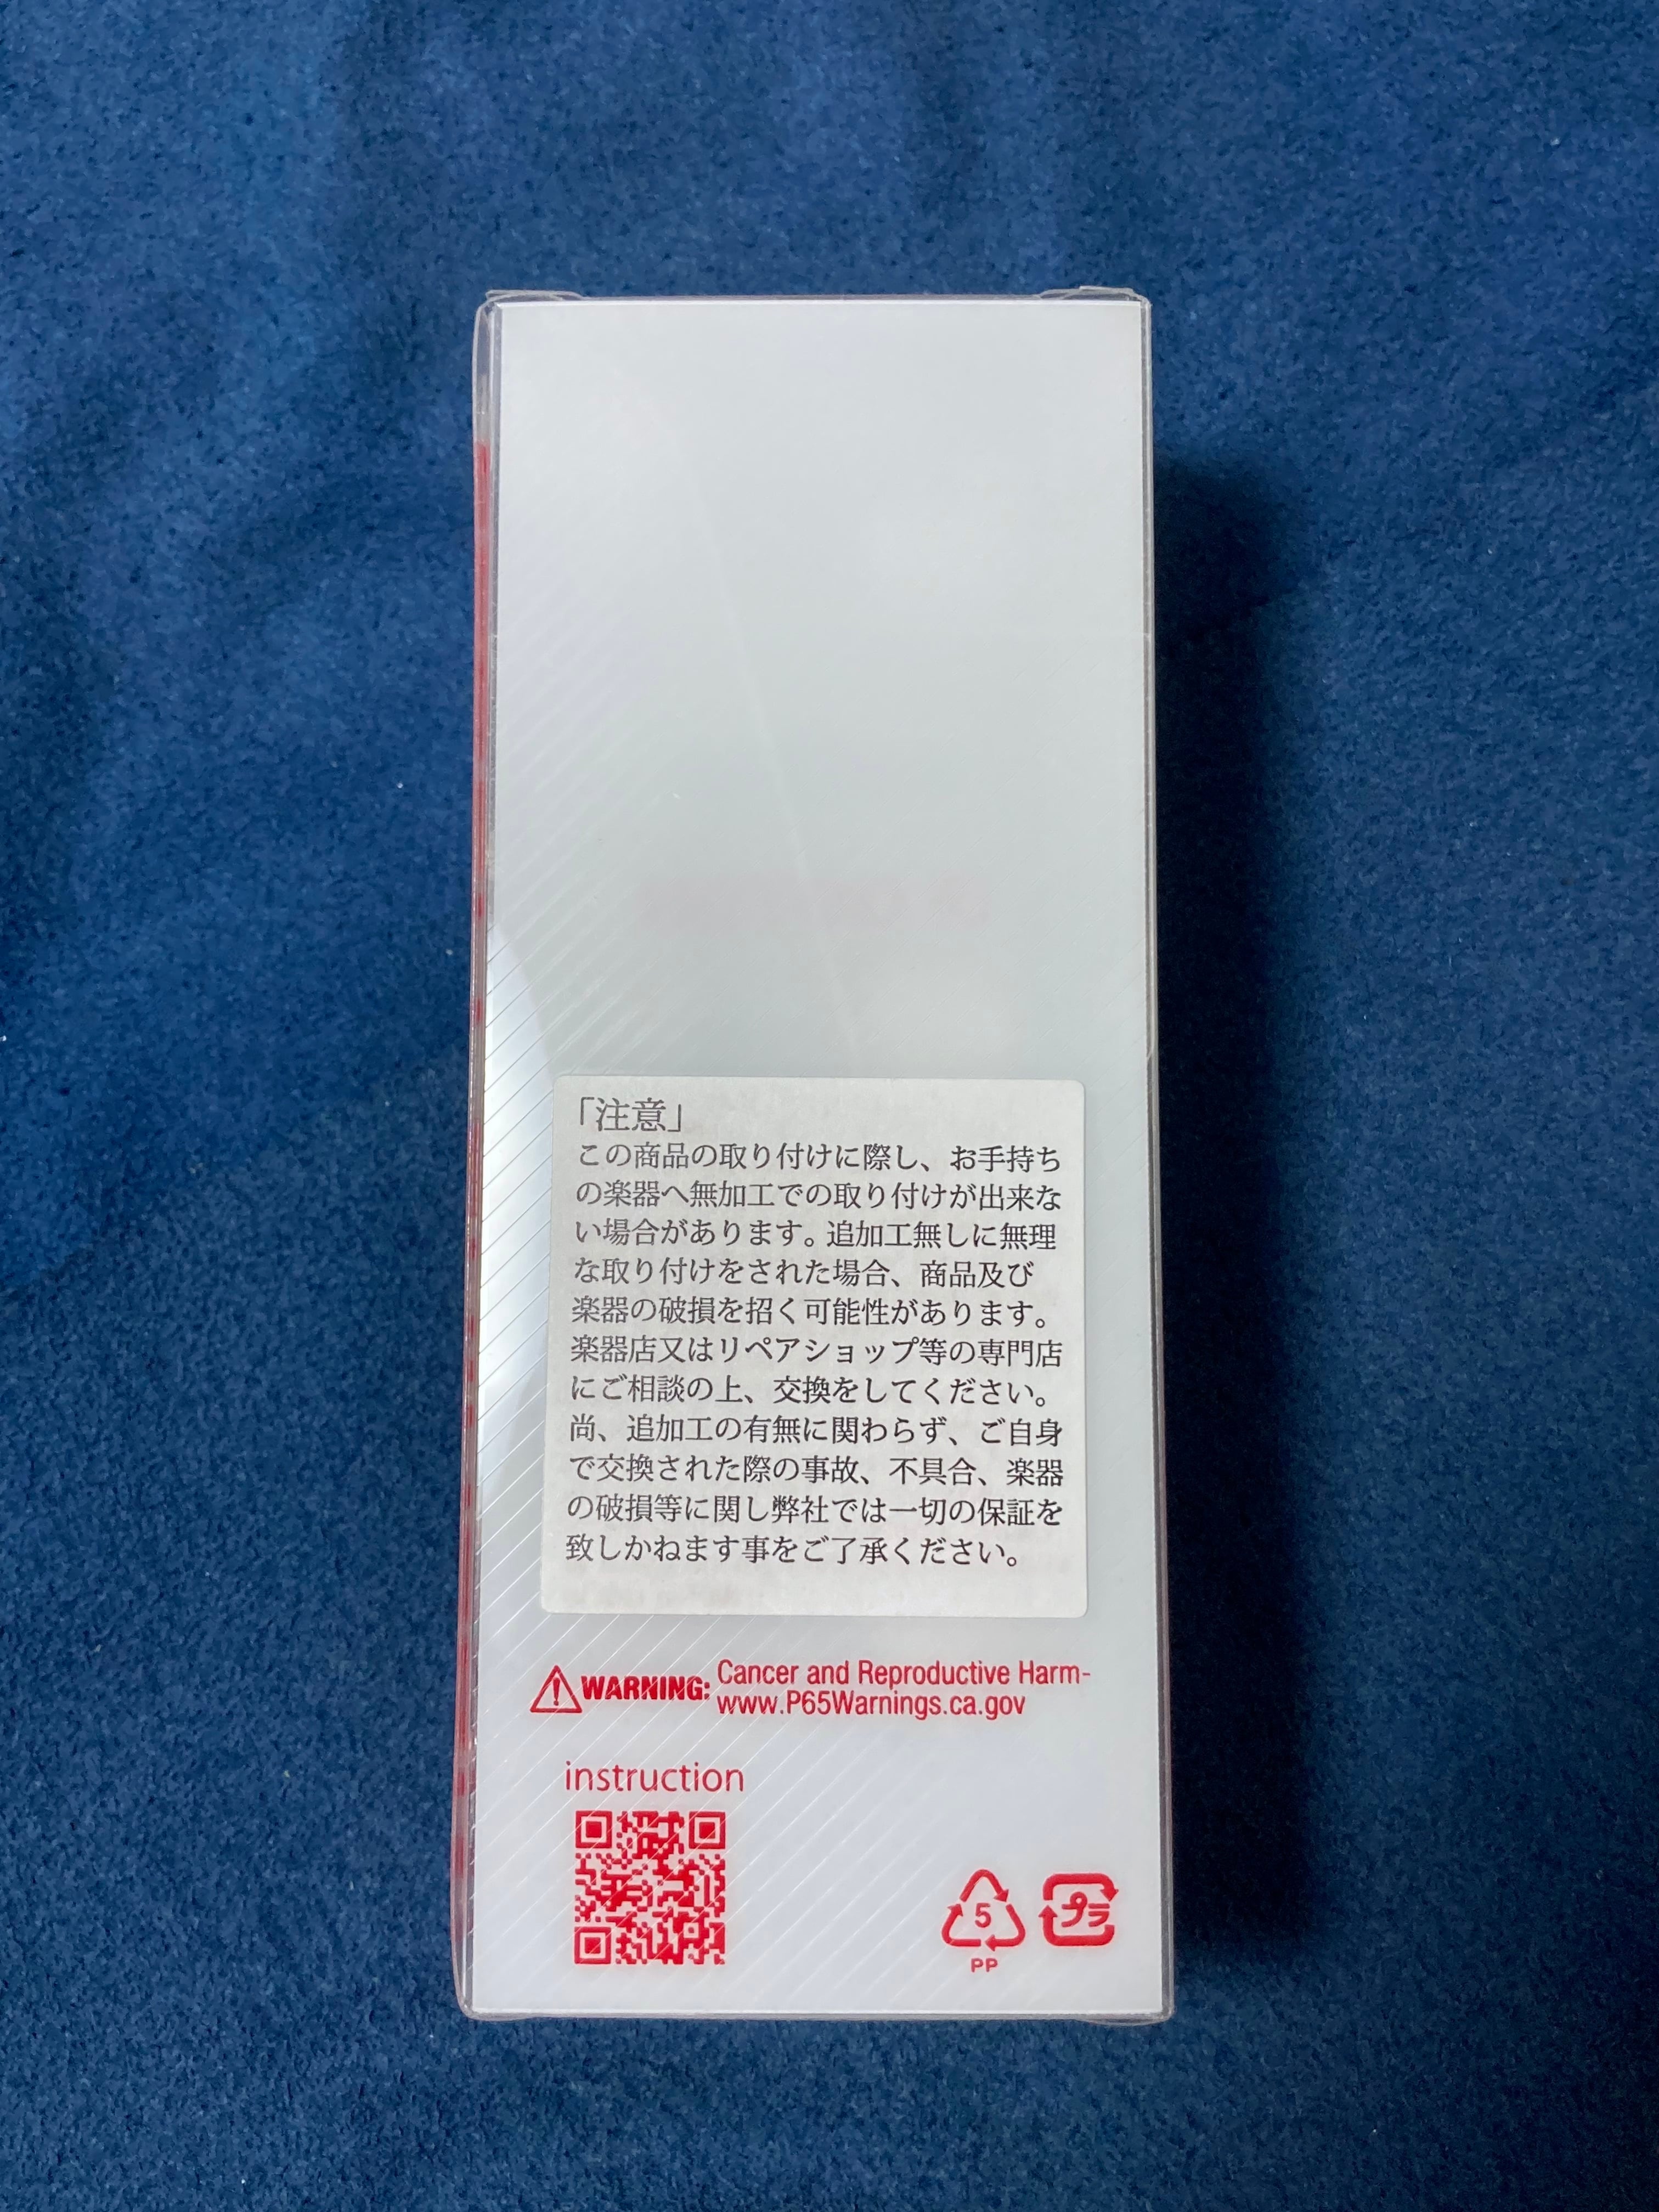 「注意」
この商品の取り付けに際し、お手持ち
の楽器へ無加工での取り付けが出来な
い場合があります。追加工無しに無理
な取り付けをされた場合、商品及び
楽器の破損を招く可能性があります。
楽器店又はリペアショップ等の専門店
にご相談の上、交換をしてください。
尚、追加工の有無に関わらず、ご自身
で交換された際の事故、不具合、楽器
の破損等に関し弊社では一切の保証を
致しかねます事をご了承ください。
WARNING: Cancer and Reproductive Harm-
www.P65Warnings.ca.gov
instruction
5 プラ
PP